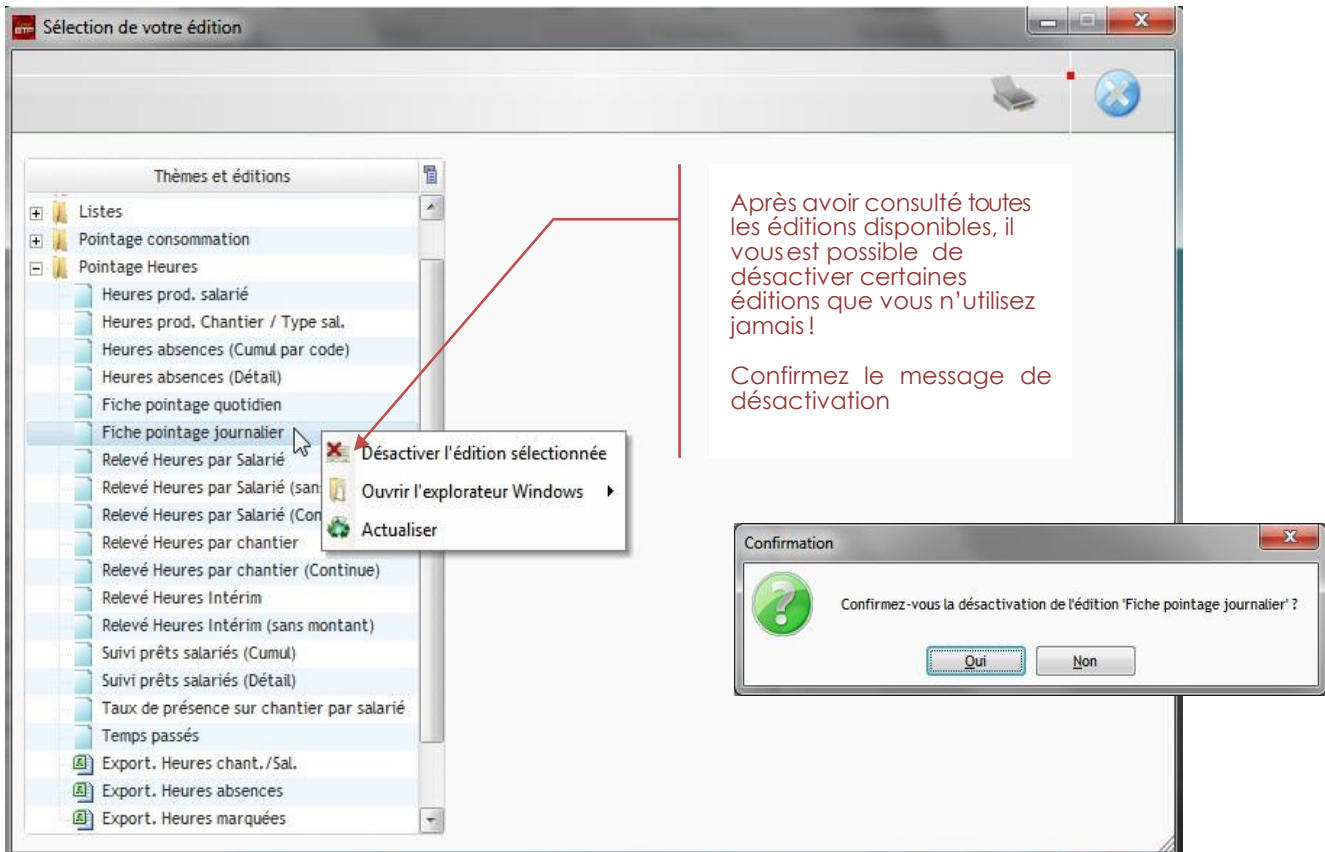 Sélection de votre édition
Thèmes et éditions
Listes
Pointage consommation
Pointage Heures
Heures prod. salarié
Heures prod. Chantier / Type sal.
Heures absences (Cumul par code)
Heures absences (Détail)
Fiche pointage quotidien
Fiche pointage journalier
Relevé Heures par Salarié
Relevé Heures par Salarié (san
Relevé Heures par Salarié (Con
Relevé Heures par chantier
Relevé Heures par chantier (Continue)
Relevé Heures Intérim
Relevé Heures Intérim (sans montant)
Suivi prêts salariés (Cumul)
Suivi prêts salariés (Détail)
Taux de présence sur chantier par salarié
Temps passés
Export. Heures chant./Sal.
Export. Heures absences
Export. Heures marquées
Désactiver l'édition sélectionnée
Ouvrir l'explorateur Windows
Actualiser
Après avoir consulté toutes
les éditions disponibles, il
vous est possible de
désactiver certaines
éditions que vous n’utilisez
jamais !
Confirmez le message de
désactivation
Confirmation
Confirmez-vous la désactivation de l'édition 'Fiche pointage journalier' ?
Oui
Non